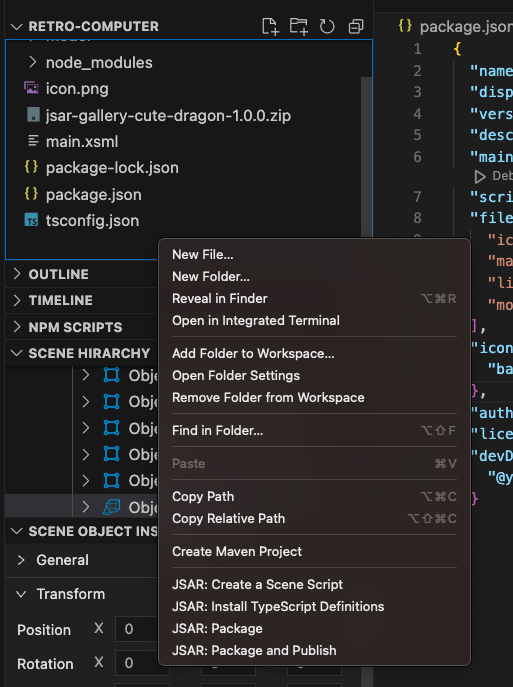 RETRO-COMPUTER
node_modules
icon.png
jsar-gallery-cute-dragon-1.0.0.zip
main.xsml
{} package-lock.json
{} package.json
TS tsconfig.json
OUTLINE
TIMELINE
NPM SCRIPTS
SCENE HIRARCHY
Obje
Obje
Obje
Obje
Obje
Obje
SCENE OBJECT INS
General
Transform
Position X 0
Rotation X 0
New File...
New Folder...
Reveal in Finder ⌥⌘R
Open in Integrated Terminal
Add Folder to Workspace...
Open Folder Settings
Remove Folder from Workspace
Find in Folder... ⌥⇧F
Paste ⌘V
Copy Path ⌥⌘C
Copy Relative Path ⌥⇧⌘C
Create Maven Project
JSAR: Create a Scene Script
JSAR: Install TypeScript Definitions
JSAR: Package
JSAR: Package and Publish
{} package.json
1 {
2 "name
3 "disp
4 "vers
5 "desc
6 "main
Deb
7 "scri
8 "file
"ic
"ma
"li
"mo
],
"icon
"ba
},
"auth
"lice
"devD
"@y
}